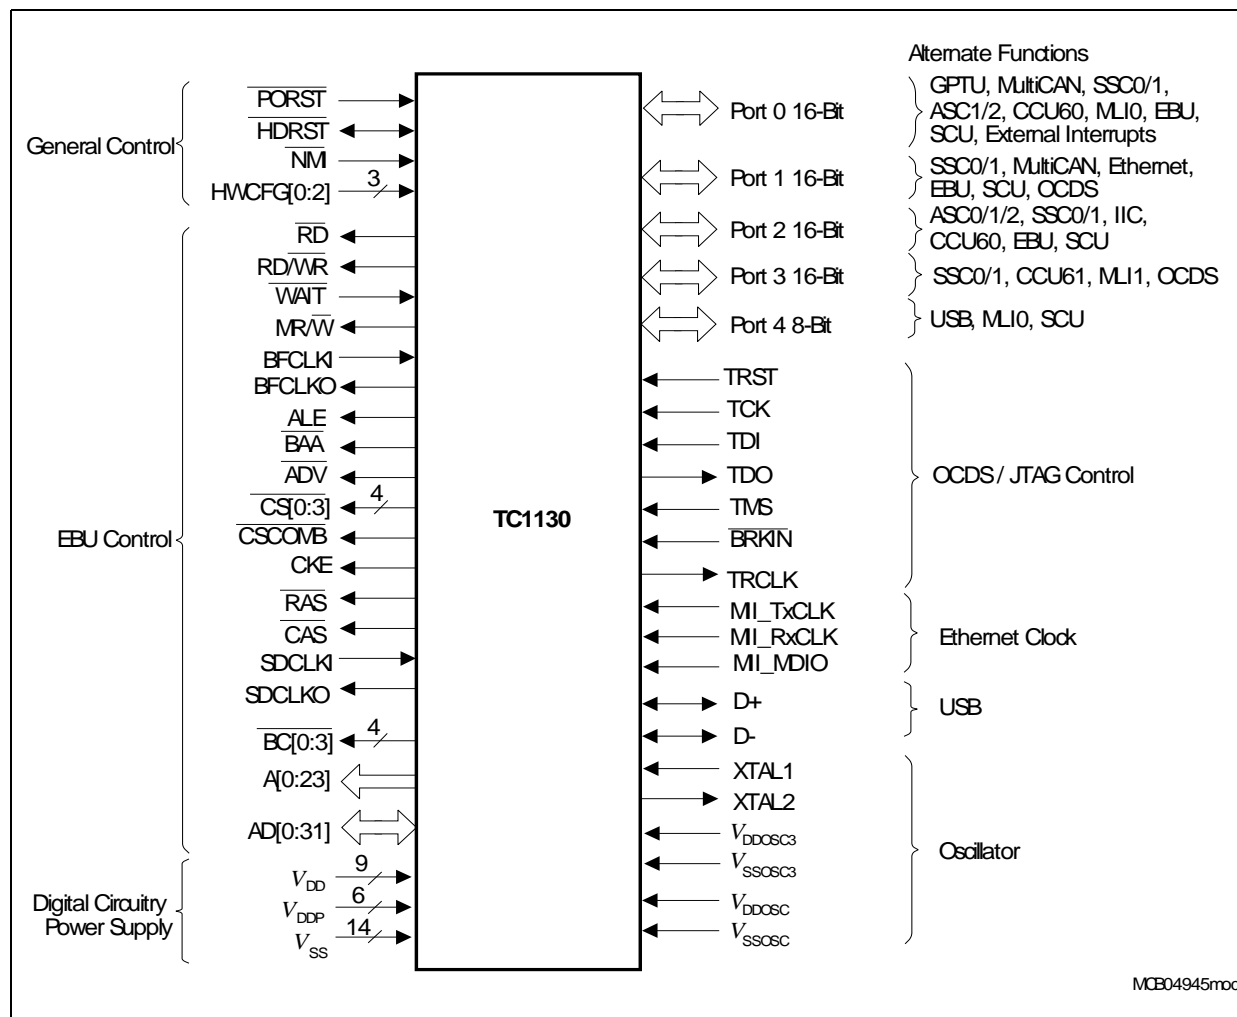 General Control
PORST
HDRST
NMI
HWCFG[0:2]
3
EBU Control
RD
RD/WR
WAIT
MR/W
BFCLKI
BFCLKO
ALE
BAA
ADV
CS[0:3]
4
CSCOMB
CKE
RAS
CAS
SDCLKI
SDCLKO
BC[0:3]
4
A[0:23]
AD[0:31]
Digital Circuitry
Power Supply
VDD
9
VDDP
6
VSS
14
TC1130
Alternate Functions
Port 0 16-Bit
GPTU, MultiCAN, SSC0/1,
ASC1/2, CCU60, MLI0, EBU,
SCU, External Interrupts
Port 1 16-Bit
SSC0/1, MultiCAN, Ethernet,
EBU, SCU, OCDS
Port 2 16-Bit
ASC0/1/2, SSC0/1, IIC,
CCU60, EBU, SCU
Port 3 16-Bit
SSC0/1, CCU61, MLI1, OCDS
Port 4 8-Bit
USB, MLI0, SCU
TRST
TCK
TDI
TDO
TMS
BRKIN
TRCLK
OCDS / JTAG Control
MII_TxCLK
MII_RxCLK
MII_MDIO
Ethernet Clock
D+
D-
USB
XTAL1
XTAL2
VDDOSC3
VSSOSC3
VDDOSC
VSSOSC
Oscillator
MCB04945moc